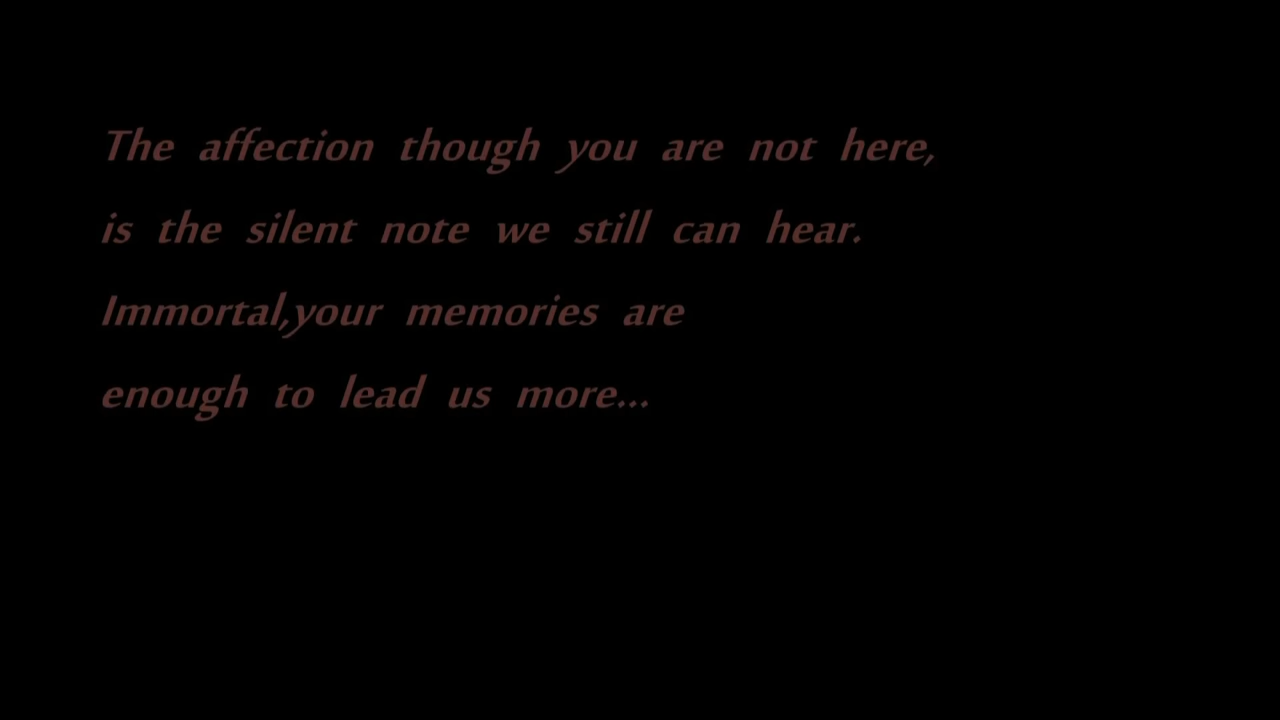 The affection though you are not here,
is the silent note we still can hear.
Immortal,your memories are
enough to lead us more...